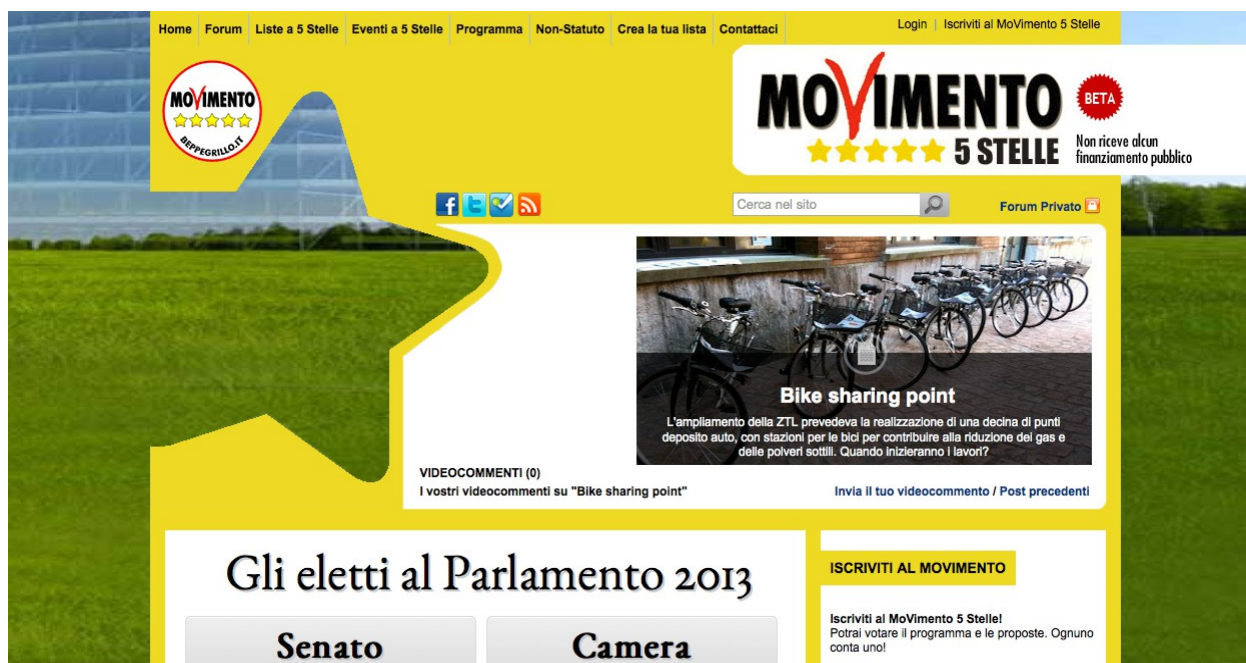 Home Forum Liste a 5 Stelle Eventi a 5 Stelle Programma Non-Statuto Crea la tua lista Contattaci
Login | Iscriviti al MoVimento 5 Stelle
MOVIMENTO
BEPPEGRILLO.IT
MOVIMENTO
5 STELLE
BETA
Non riceve alcun
finanziamento pubblico
Cerca nel sito
Forum Privato
Bike sharing point
L'ampliamento della ZTL prevedeva la realizzazione di una decina di punti
deposito auto, con stazioni per le bici per contribuire alla riduzione dei gas e
delle polveri sottili. Quando inizieranno i lavori?
VIDEOCOMMENTI (0)
I vostri videocommenti su "Bike sharing point"
Invia il tuo videocommento / Post precedenti
Gli eletti al Parlamento 2013
Senato
Camera
ISCRIVITI AL MOVIMENTO
Iscriviti al MoVimento 5 Stelle!
Potrai votare il programma e le proposte. Ognuno
conta uno!